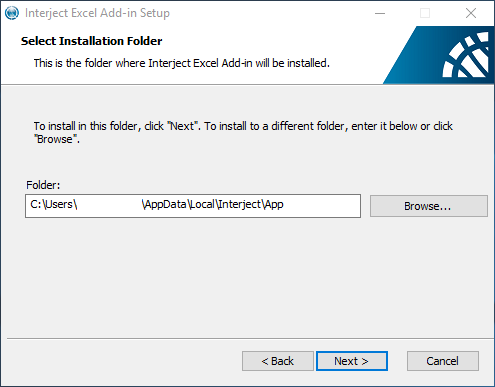 Interject Excel Add-in Setup
Select Installation Folder
This is the folder where Interject Excel Add-in will be installed.
To install in this folder, click "Next". To install to a different folder, enter it below or click
"Browse".
Folder:
C:\Users\ \AppData\Local\Interject\App
Browse...
< Back
Next >
Cancel